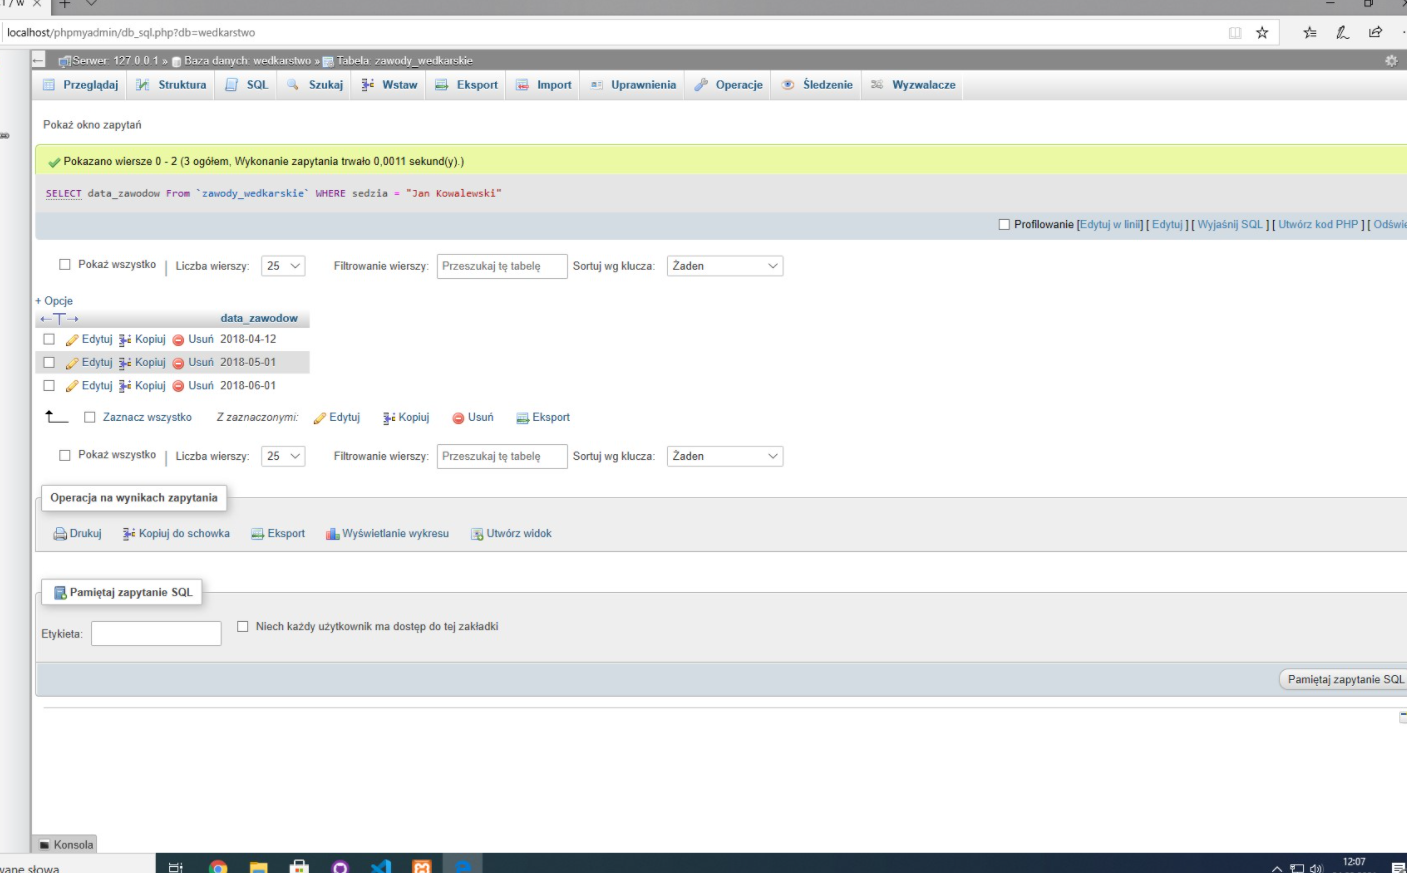 localhost/phpmyadmin/db_sql.php?db=wedkarstwo
Serwer: 127.0.0.1 » Baza danych: wedkarstwo » Tabela: zawody_wedkarskie
Przeglądaj Struktura SQL Szukaj Wstaw Eksport Import Uprawnienia Operacje Śledzenie Wyzwalacze
Pokaż okno zapytań
Pokazano wiersze 0 - 2 (3 ogółem, Wykonanie zapytania trwało 0,0011 sekund(y).)
SELECT data_zawodow From `zawody_wedkarskie` WHERE sedzia = "Jan Kowalewski"
Profilowanie [Edytuj w linii] [ Edytuj ] [ Wyjaśnij SQL ] [ Utwórz kod PHP ] [ Odświe
Pokaż wszystko | Liczba wierszy: 25 Filtrowanie wierszy: Przeszukaj tę tabelę Sortuj wg klucza: Żaden
+ Opcje
←T→ data_zawodow
Edytuj Kopiuj Usuń 2018-04-12
Edytuj Kopiuj Usuń 2018-05-01
Edytuj Kopiuj Usuń 2018-06-01
Zaznacz wszystko Z zaznaczonymi: Edytuj Kopiuj Usuń Eksport
Pokaż wszystko | Liczba wierszy: 25 Filtrowanie wierszy: Przeszukaj tę tabelę Sortuj wg klucza: Żaden
Operacja na wynikach zapytania
Drukuj Kopiuj do schowka Eksport Wyświetlanie wykresu Utwórz widok
Pamiętaj zapytanie SQL
Etykieta: Niech każdy użytkownik ma dostęp do tej zakładki
Pamiętaj zapytanie SQL
Konsola
12:07